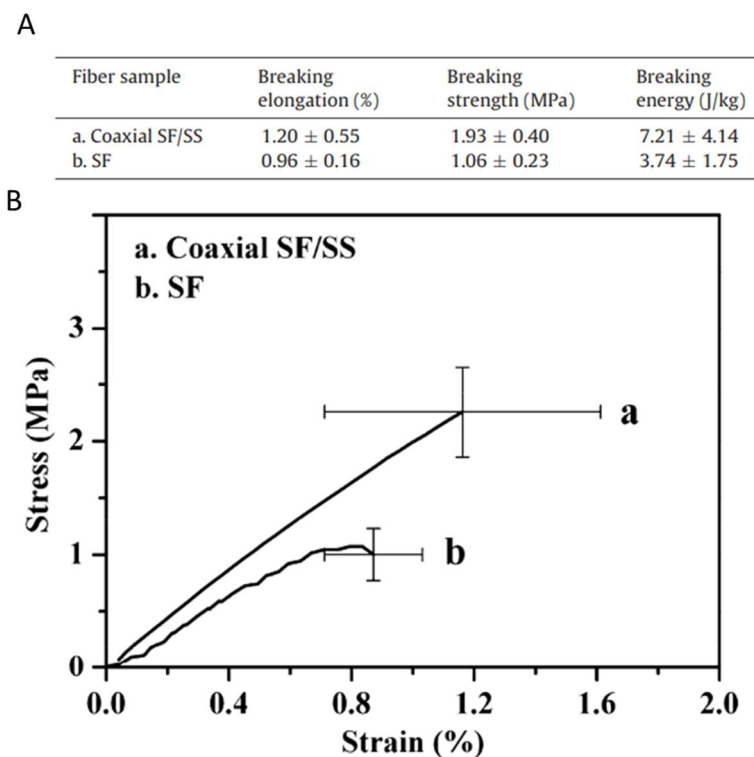 A
Fiber sample Breaking elongation (%) Breaking strength (MPa) Breaking energy (J/kg)
a. Coaxial SF/SS 1.20 ± 0.55 1.93 ± 0.40 7.21 ± 4.14
b. SF 0.96 ± 0.16 1.06 ± 0.23 3.74 ± 1.75
B
a. Coaxial SF/SS
b. SF
3
2
1
0
Stress (MPa)
a
b
0.0 0.4 0.8 1.2 1.6 2.0
Strain (%)